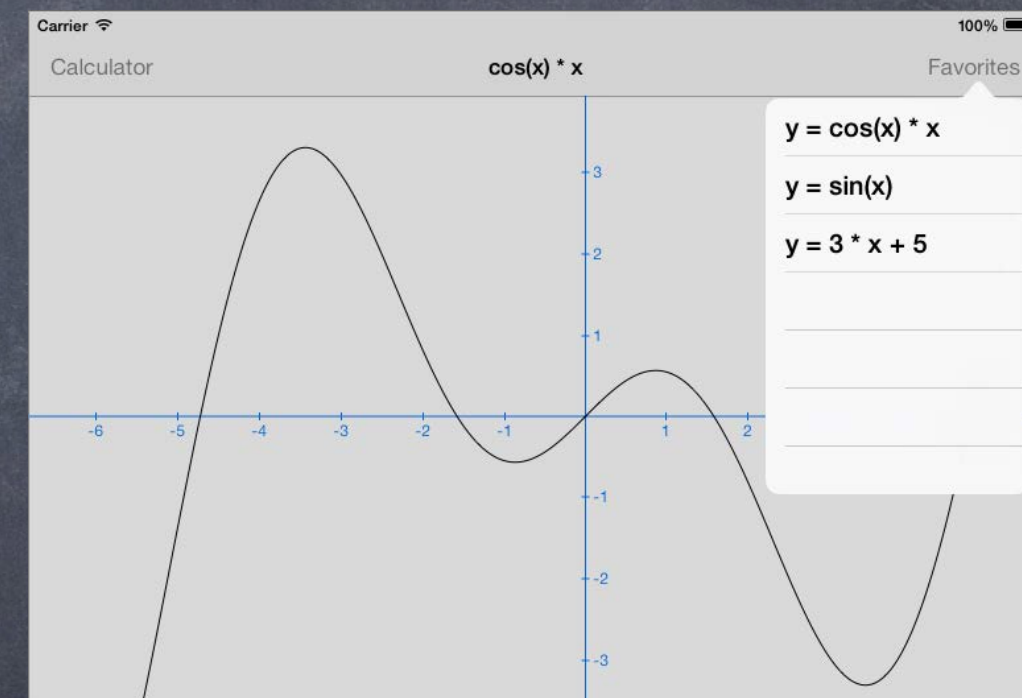 Carrier
100%
Calculator
cos(x) * x
Favorites
y = cos(x) * x
y = sin(x)
y = 3 * x + 5
3
2
1
-6 -5 -4 -3 -2 -1 1 2
-1
-2
-3